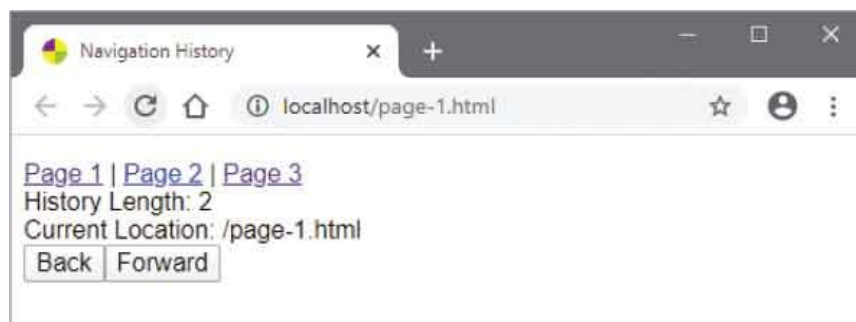 Navigation History
localhost/page-1.html
Page 1 | Page 2 | Page 3
History Length: 2
Current Location: /page-1.html
Back Forward